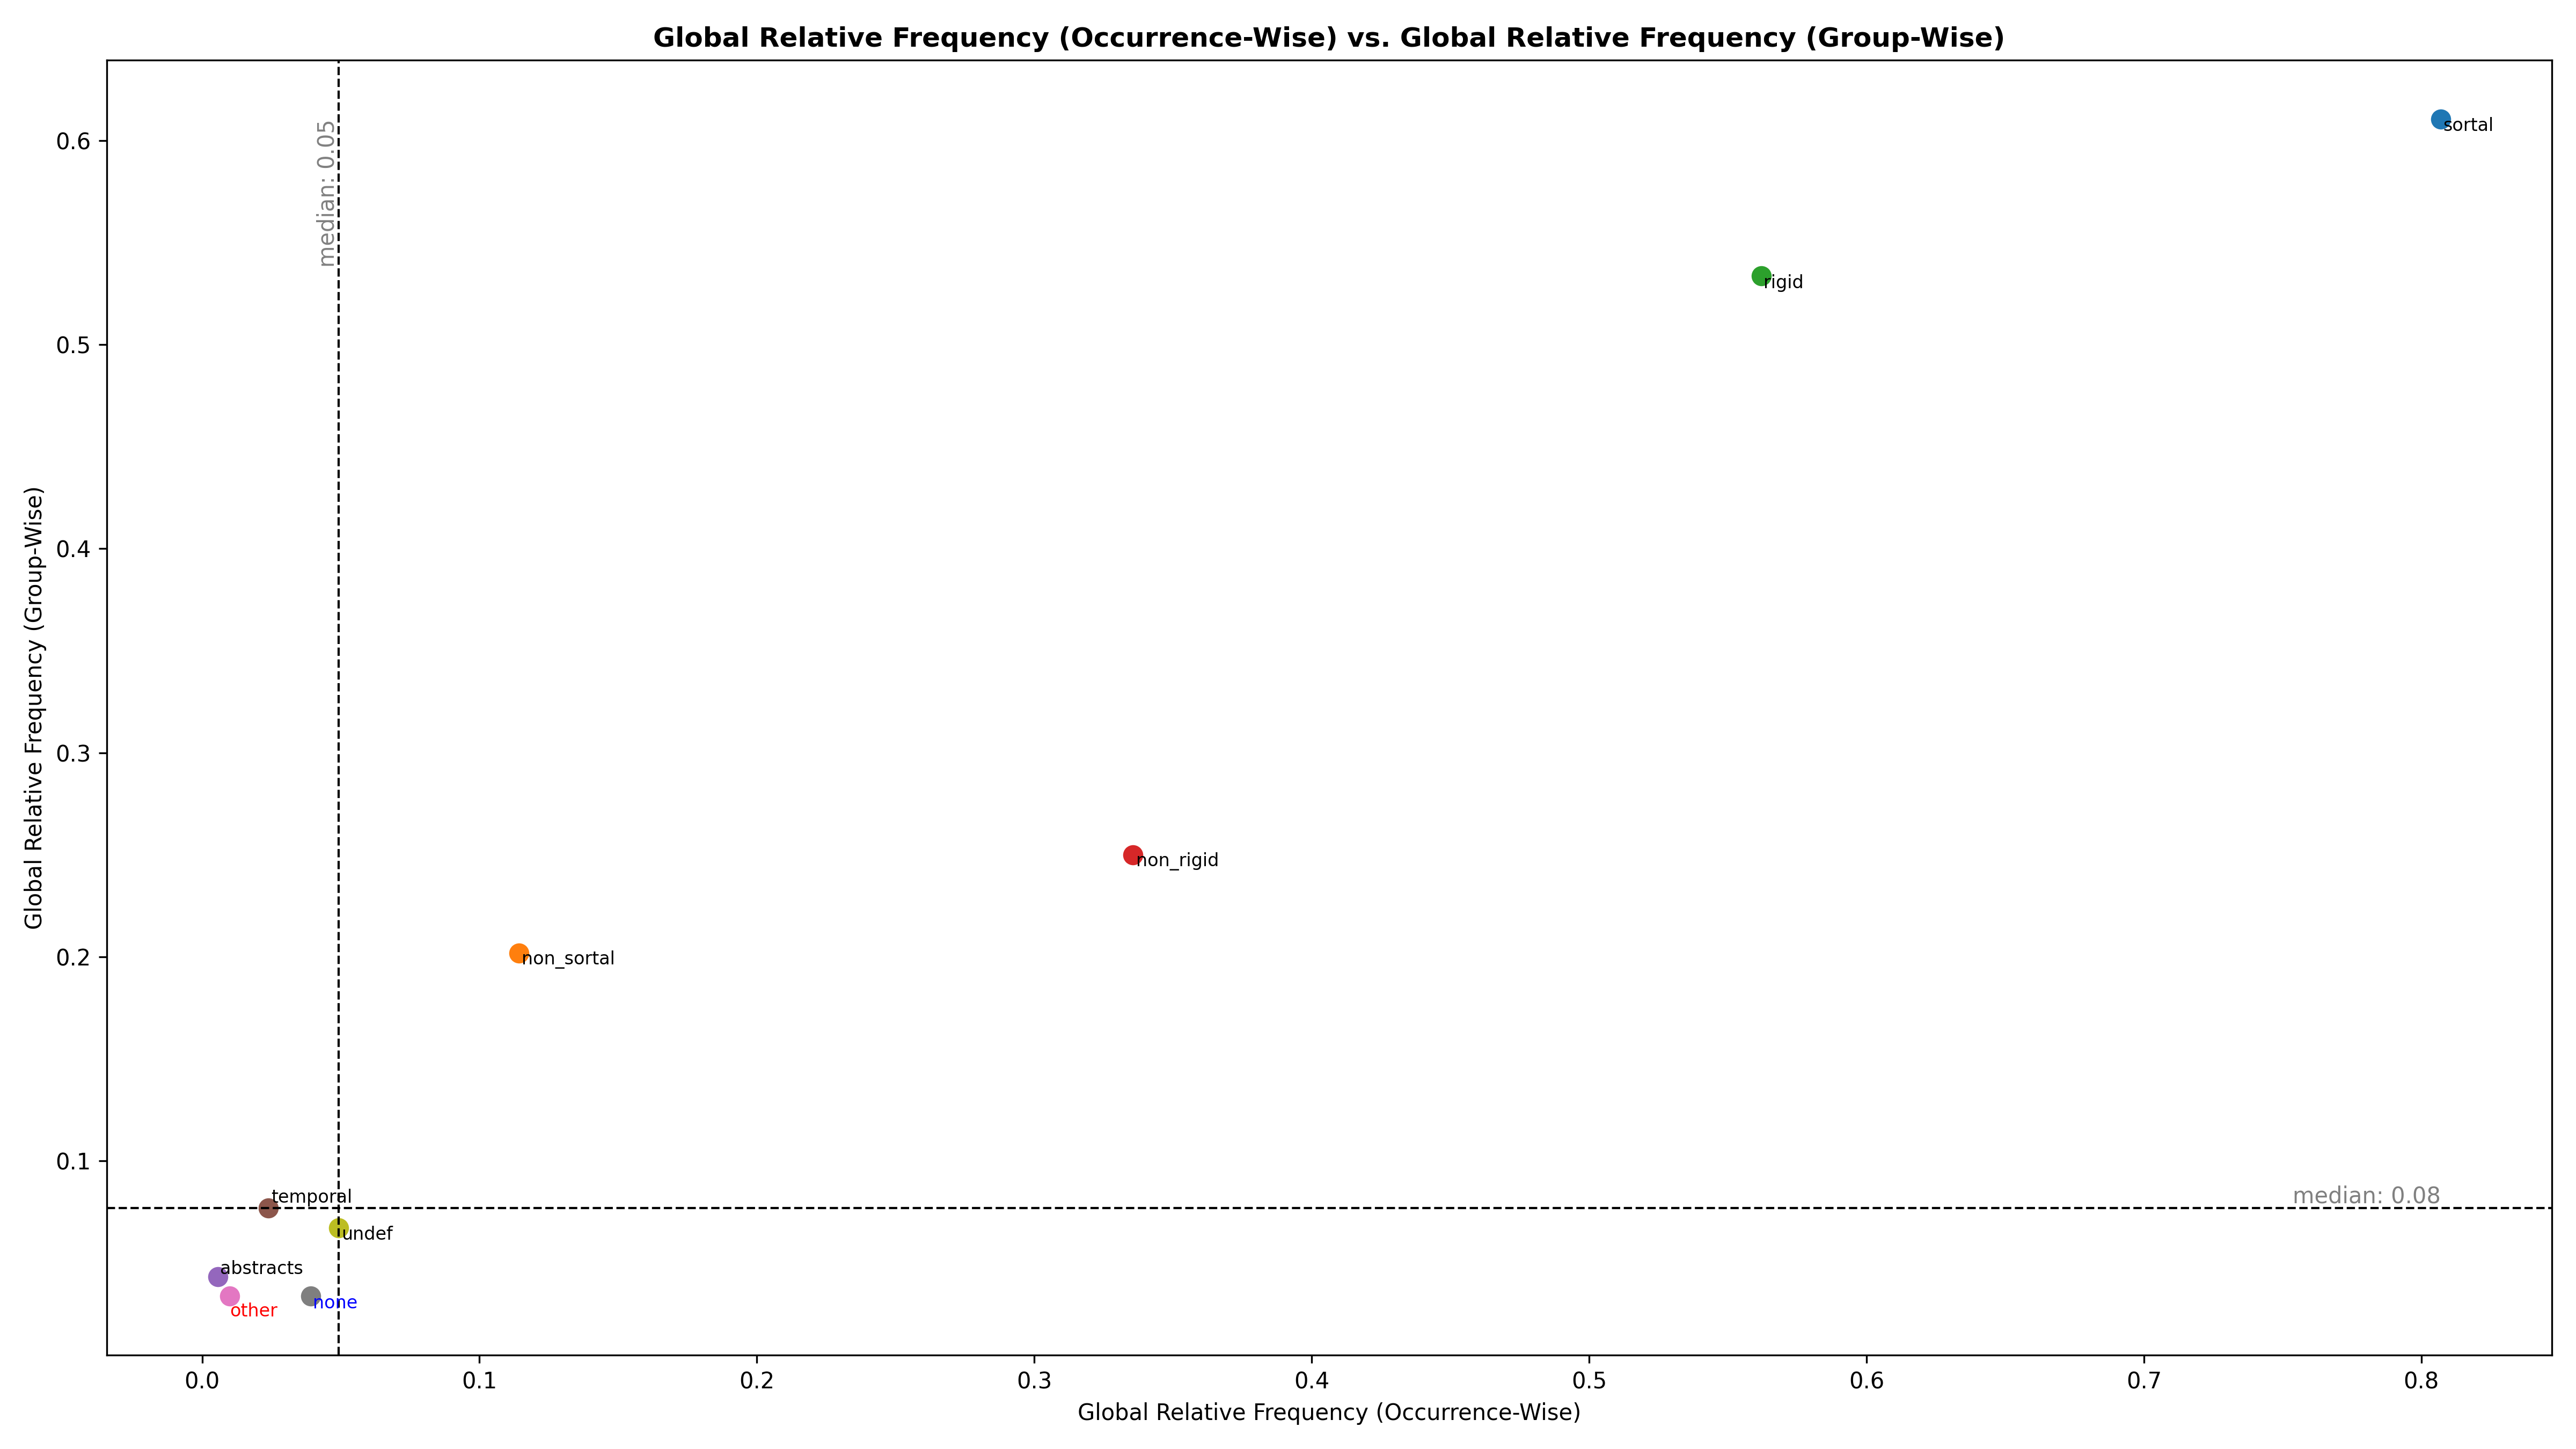 Global Relative Frequency (Occurrence-Wise) vs. Global Relative Frequency (Group-Wise)
Global Relative Frequency (Group-Wise)
0.6
0.5
0.4
0.3
0.2
0.1
median: 0.05
sortal
rigid
non_rigid
non_sortal
median: 0.08
temporal
undef
abstracts
none
other
0.0
0.1
0.2
0.3
0.4
0.5
0.6
0.7
0.8
Global Relative Frequency (Occurrence-Wise)